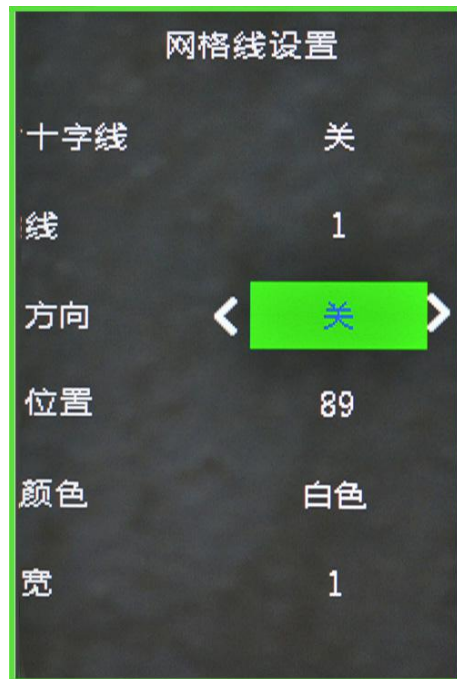 网格线设置
十字线 关
线 1
方向 < 关 >
位置 89
颜色 白色
宽 1